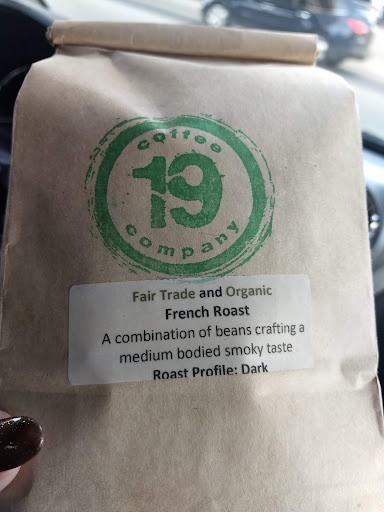 coffee
19
company
Fair Trade and Organic
French Roast
A combination of beans crafting a
medium bodied smoky taste
Roast Profile: Dark